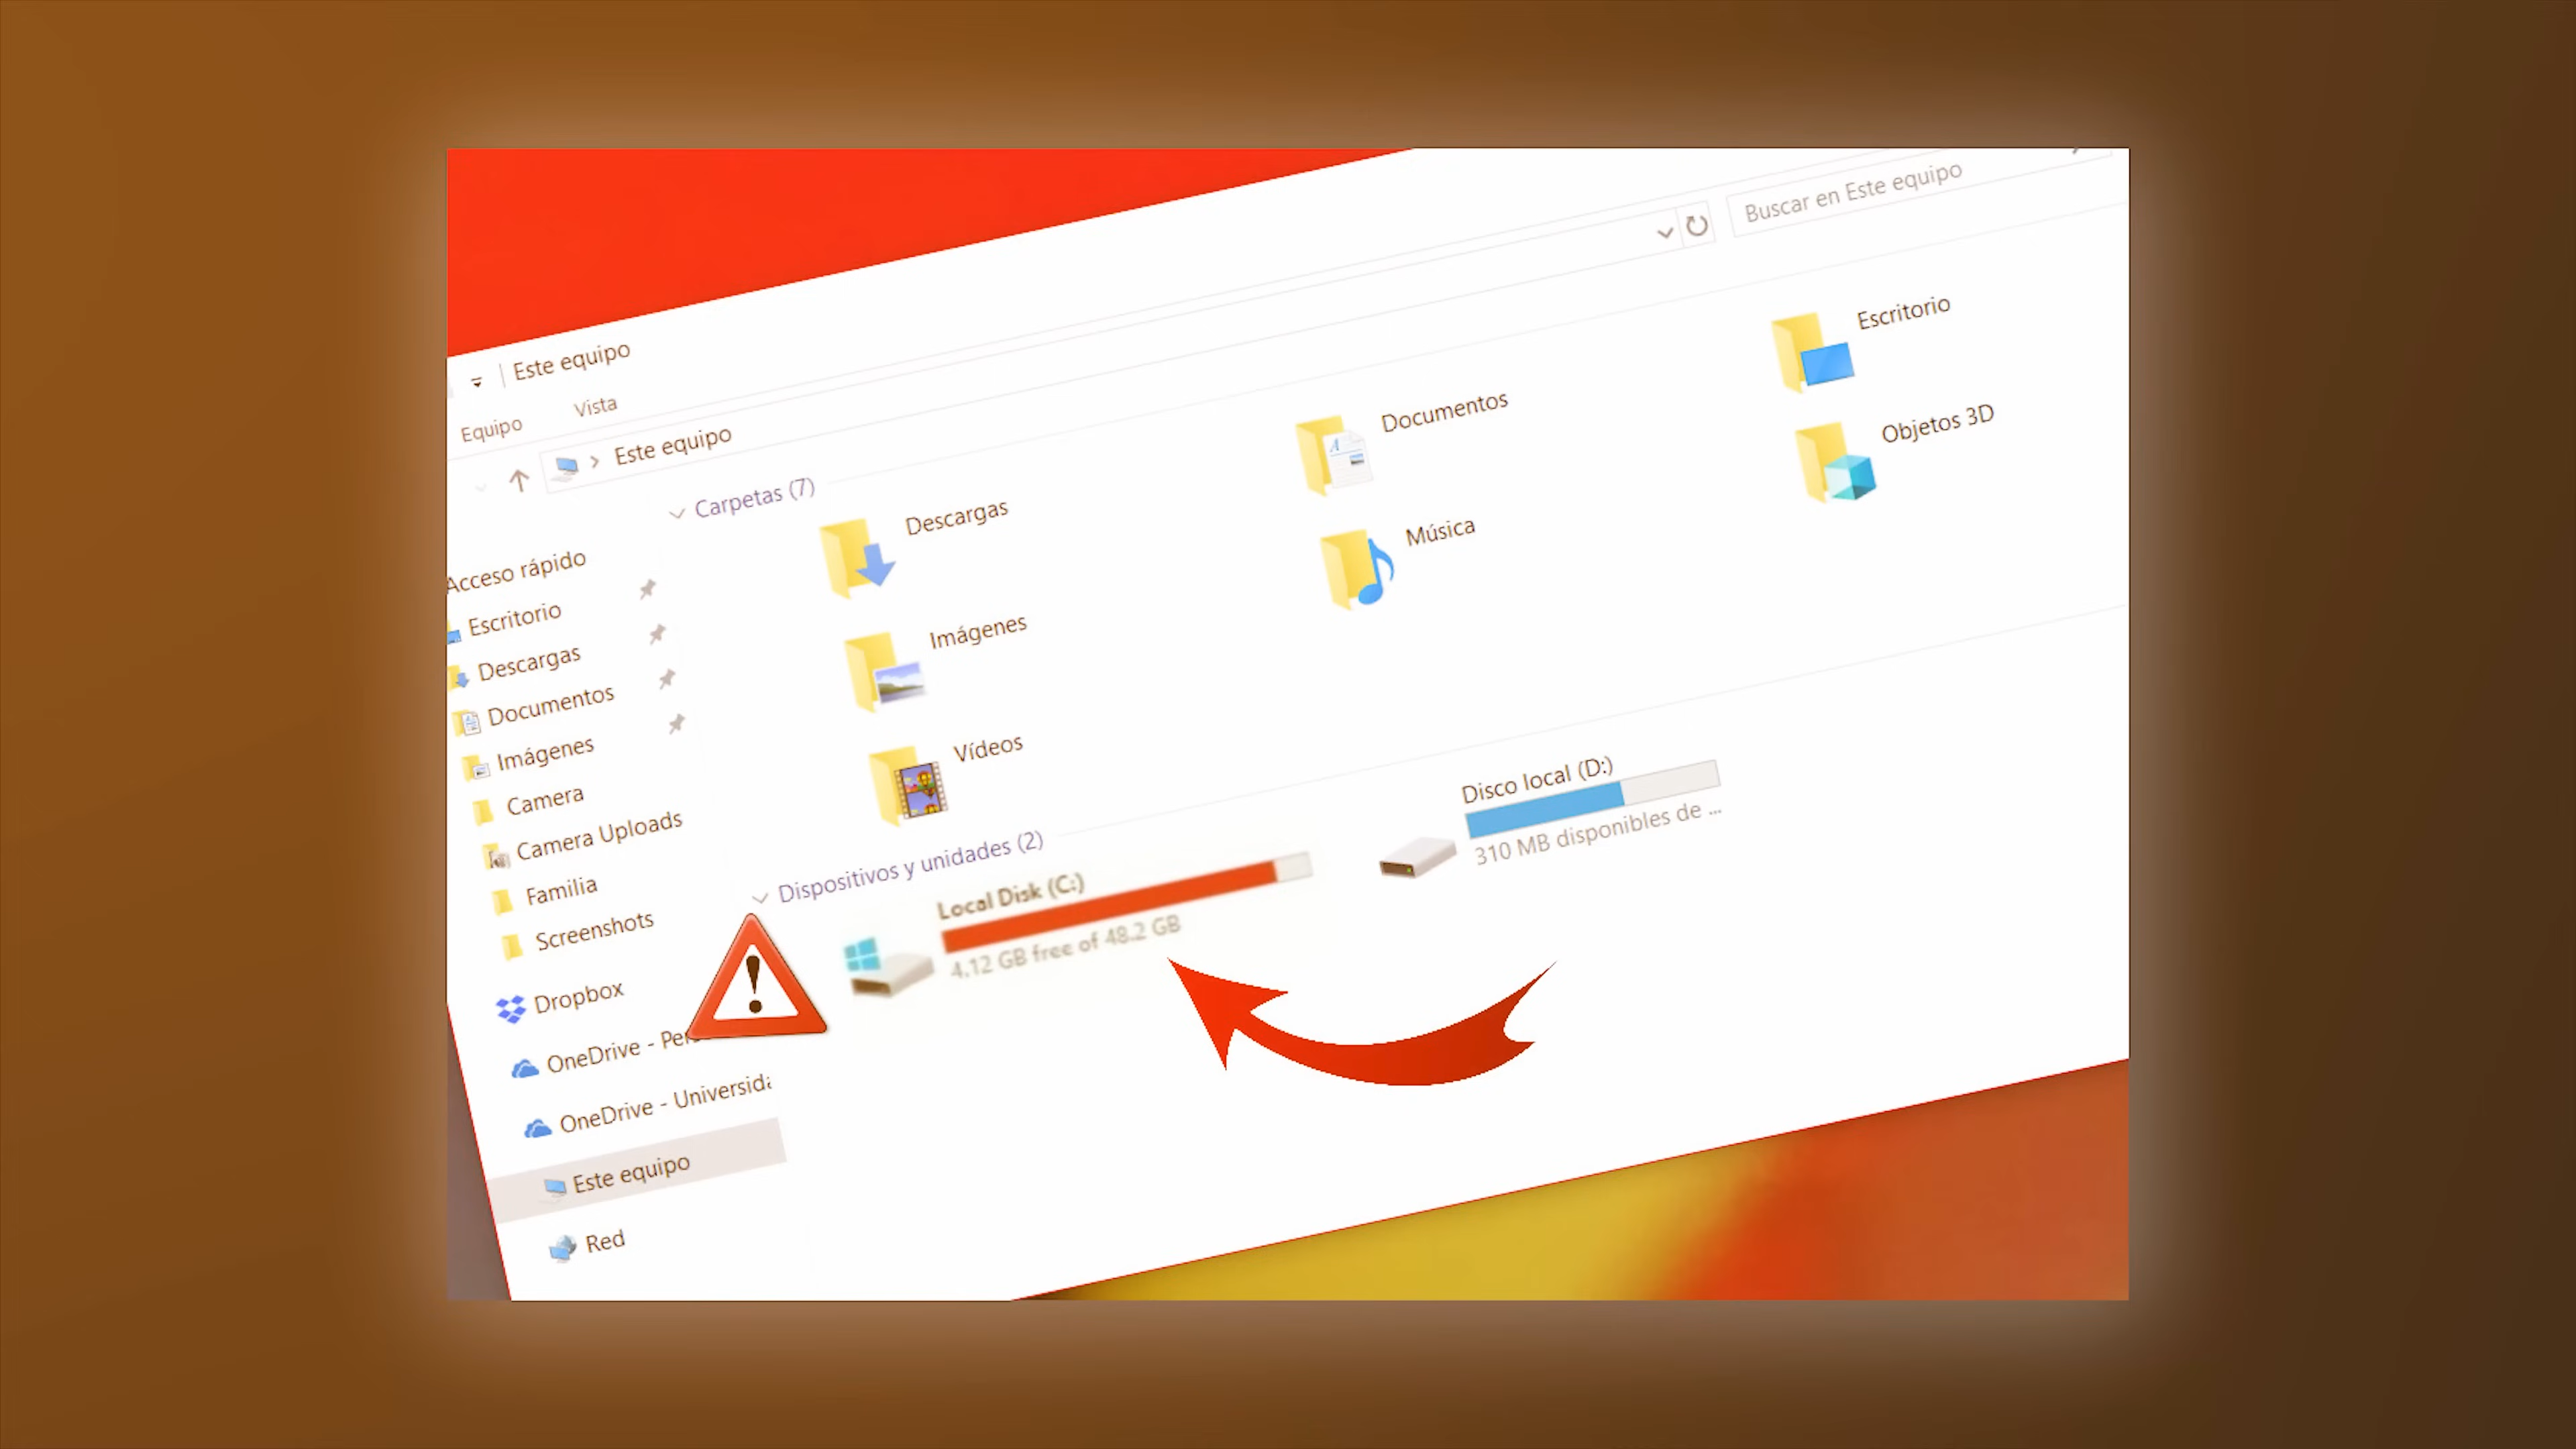 Este equipo
Equipo
Vista
Este equipo
Buscar en Este equipo
Acceso rápido
Escritorio
Descargas
Documentos
Imágenes
Camera
Camera Uploads
Familia
Screenshots
Dropbox
OneDrive - Per
OneDrive - Universida
Este equipo
Red
Carpetas (7)
Descargas
Documentos
Escritorio
Imágenes
Música
Objetos 3D
Vídeos
Dispositivos y unidades (2)
Local Disk (C:)
4.12 GB free of 48.2 GB
Disco local (D:)
310 MB disponibles de ...